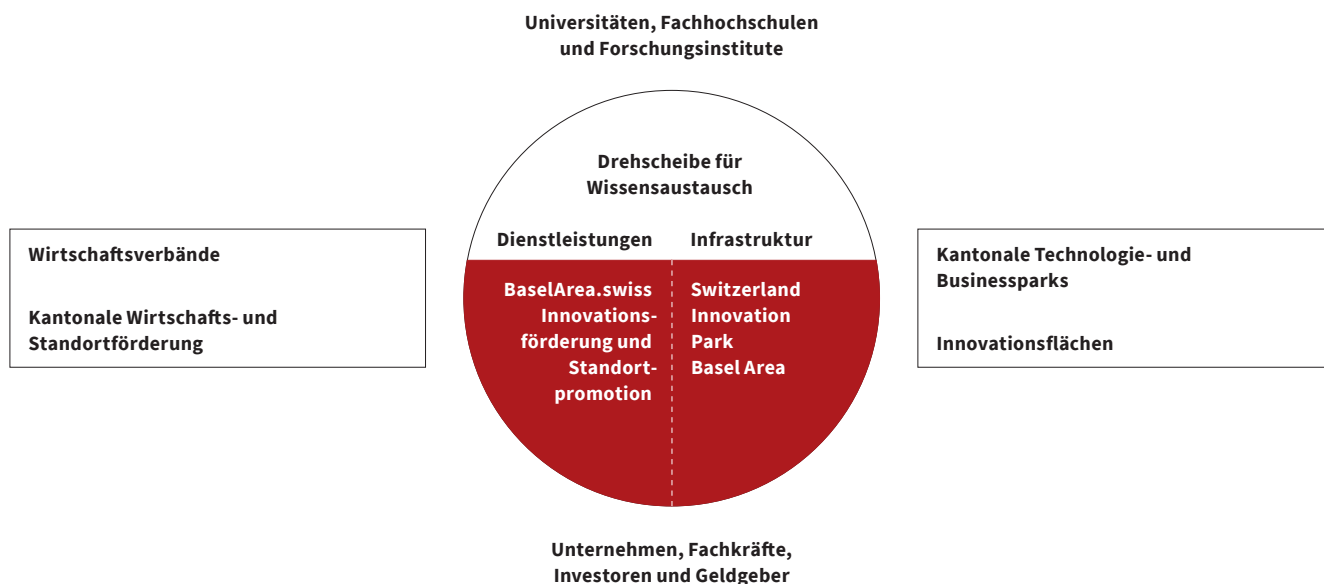 Universitäten, Fachhochschulen
und Forschungsinstitute
Drehscheibe für
Wissensaustausch
Dienstleistungen
Infrastruktur
Wirtschaftsverbände
Kantonale Wirtschafts- und
Standortförderung
BaselArea.swiss
Innovations-
förderung und
Standort-
promotion
Switzerland
Innovation
Park
Basel Area
Kantonale Technologie- und
Businessparks
Innovationsflächen
Unternehmen, Fachkräfte,
Investoren und Geldgeber